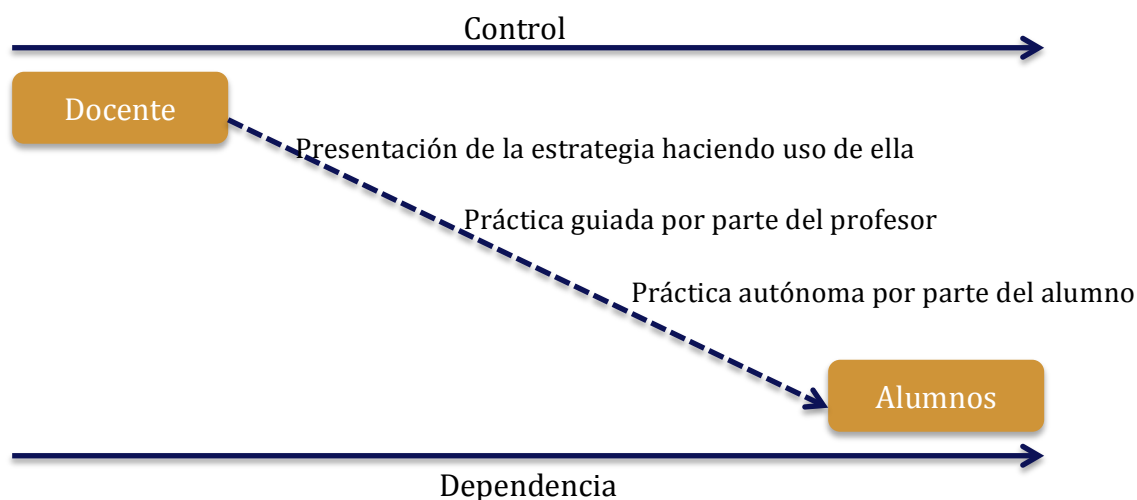 Control
Docente
Presentación de la estrategia haciendo uso de ella
Práctica guiada por parte del profesor
Práctica autónoma por parte del alumno
Alumnos
Dependencia